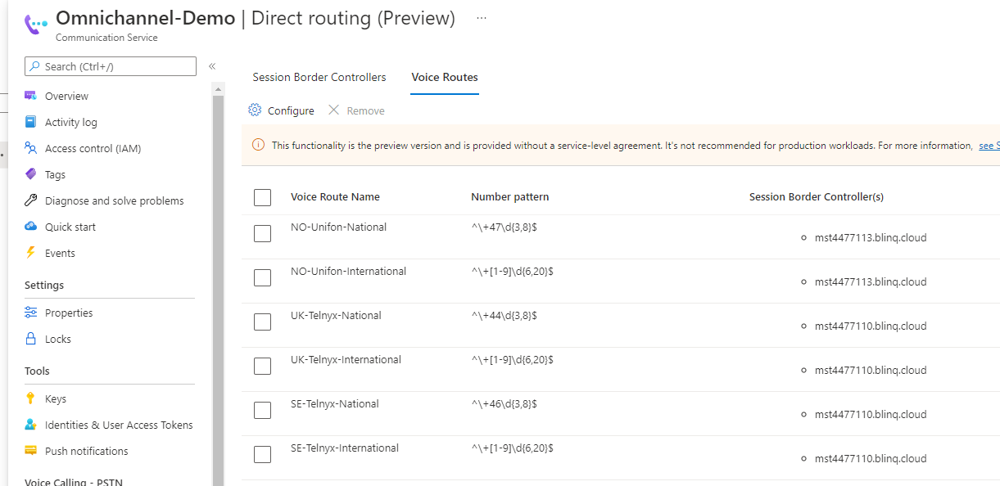 Omnichannel-Demo | Direct routing (Preview) ...
Communication Service
Search (Ctrl+/)
«
Overview
Activity log
Access control (IAM)
Tags
Diagnose and solve problems
Quick start
Events
Settings
Properties
Locks
Tools
Keys
Identities & User Access Tokens
Push notifications
Voice Calling - PSTN
Session Border Controllers Voice Routes
Configure Remove
This functionality is the preview version and is provided without a service-level agreement. It's not recommended for production workloads. For more information, see S
Voice Route Name Number pattern Session Border Controller(s)
NO-Unifon-National ^\+47\d{3,8}$ mst4477113.blinq.cloud
NO-Unifon-International ^\+[1-9]\d{6,20}$ mst4477113.blinq.cloud
UK-Telnyx-National ^\+44\d{3,8}$ mst4477110.blinq.cloud
UK-Telnyx-International ^\+[1-9]\d{6,20}$ mst4477110.blinq.cloud
SE-Telnyx-National ^\+46\d{3,8}$ mst4477110.blinq.cloud
SE-Telnyx-International ^\+[1-9]\d{6,20}$ mst4477110.blinq.cloud